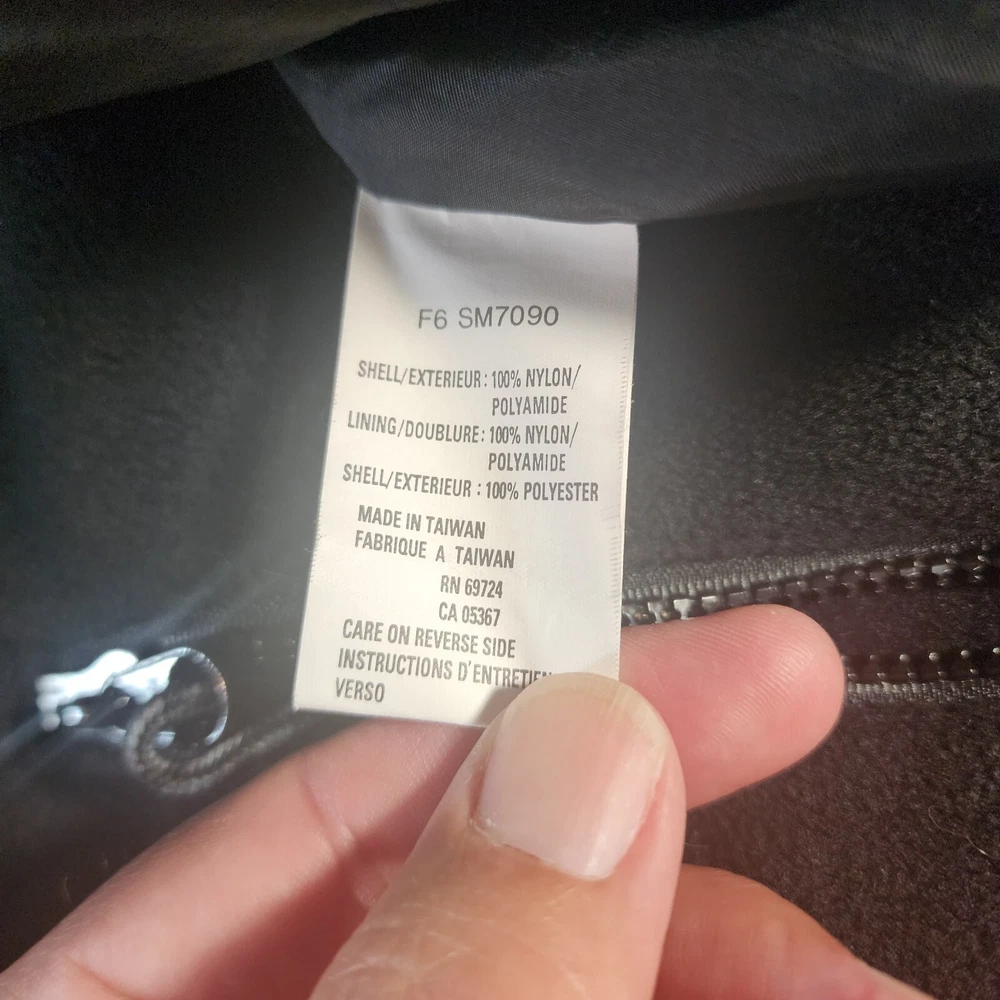 F6 SM7090
SHELL/EXTERIEUR: 100% NYLON/
POLYAMIDE
LINING/DOUBLURE: 100% NYLON/
POLYAMIDE
SHELL/EXTERIEUR : 100% POLYESTER
MADE IN TAIWAN
FABRIQUE A TAIWAN
RN 69724
CA 05367
CARE ON REVERSE SIDE
INSTRUCTIONS D'ENTRETIEN
VERSO